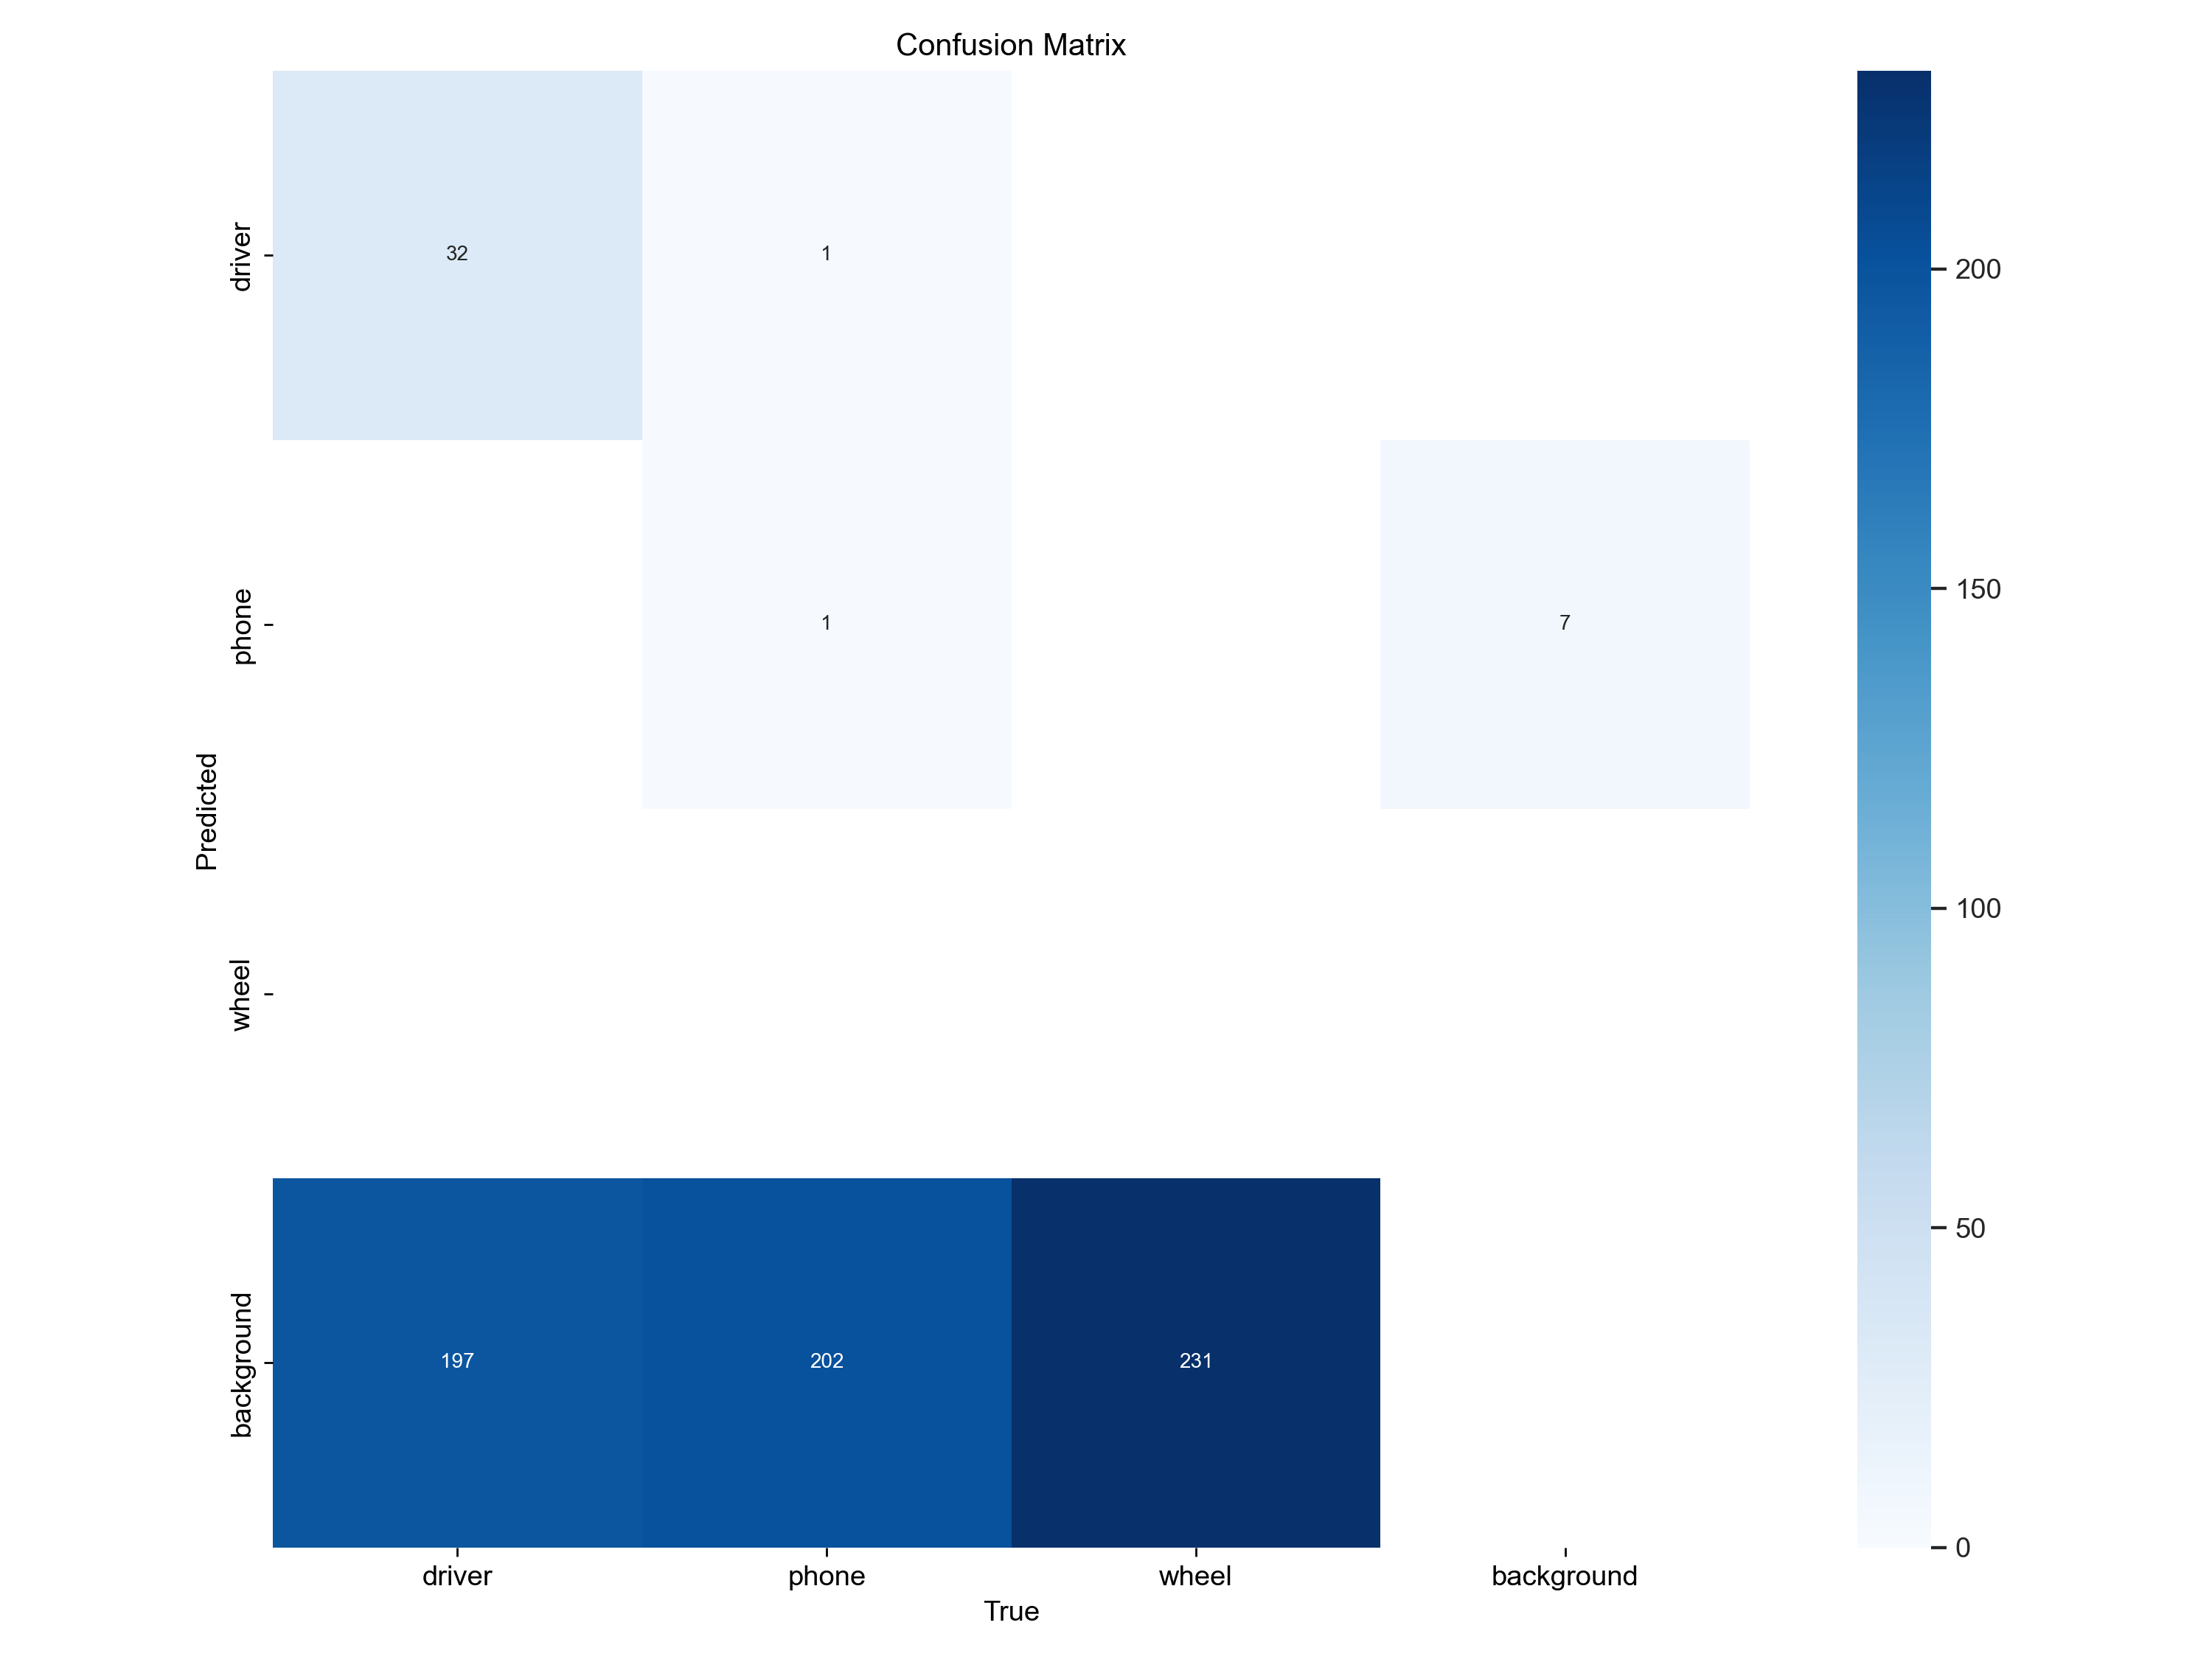 Confusion Matrix
driver
32
1
200
150
phone
1
7
Predicted
100
wheel
50
background
197
202
231
0
driver
phone
wheel
background
True